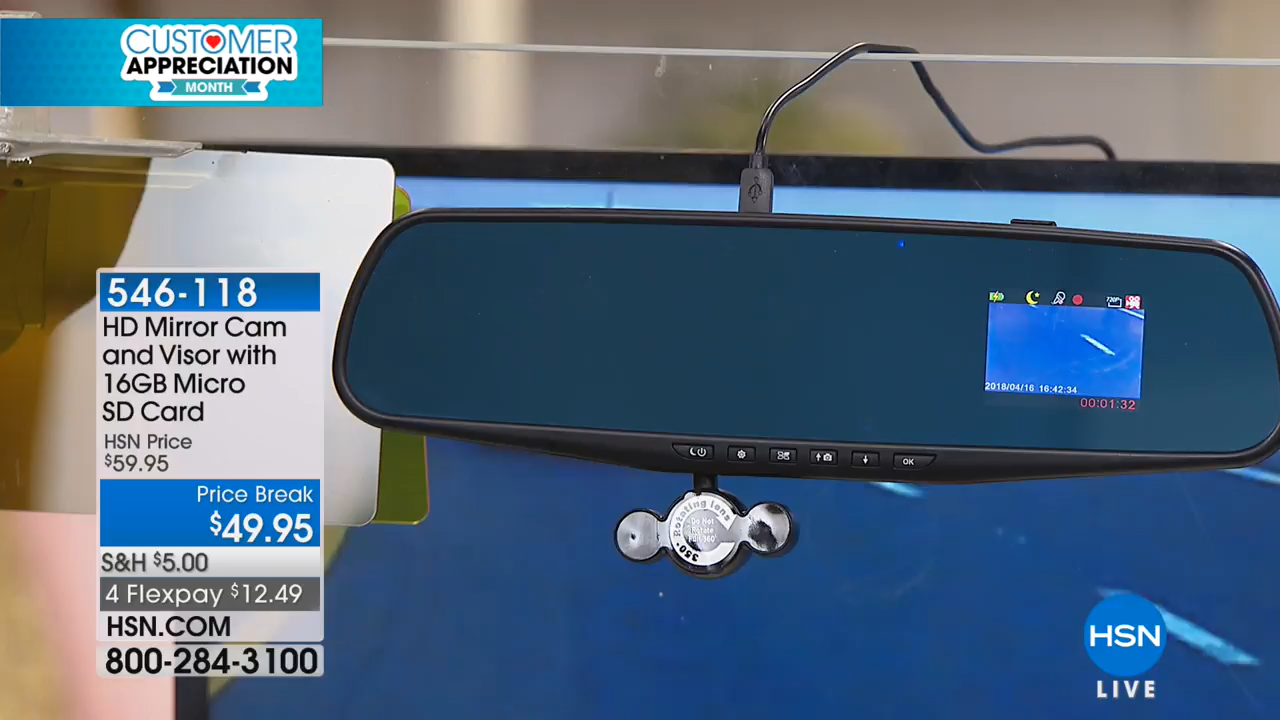 CUSTOMER
APPRECIATION
MONTH
546-118
HD Mirror Cam
and Visor with
16GB Micro
SD Card
HSN Price
$59.95
Price Break
$49.95
S&H $5.00
4 Flexpay $12.49
HSN.COM
800-284-3100
720P
2018/04/16 16:42:34
00:01:32
OK
Rotating lens
Do Not
Rotate
Full 360°
350°
HSN
LIVE